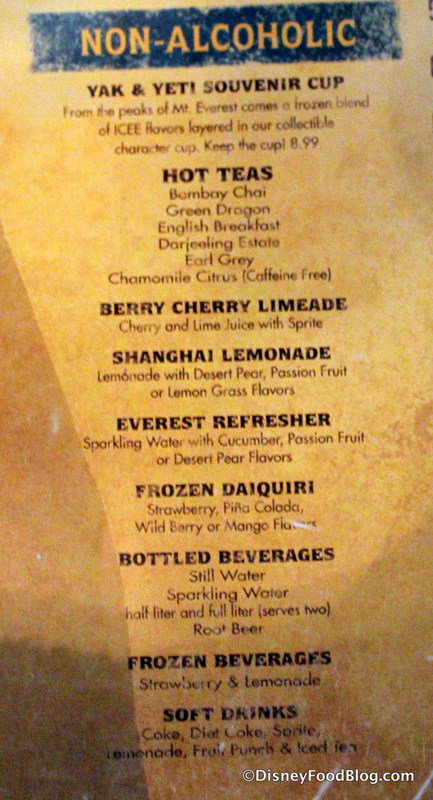 NON-ALCOHOLIC
YAK & YETI SOUVENIR CUP
From the peaks of Mt. Everest comes a frozen blend
of ICEE flavors layered in our collectible
character cup. Keep the cup! 8.99
HOT TEAS
Bombay Chai
Green Dragon
English Breakfast
Darjeeling Estate
Earl Grey
Chamomile Citrus (Caffeine Free)
BERRY CHERRY LIMEADE
Cherry and Lime Juice with Sprite
SHANGHAI LEMONADE
Lemonade with Desert Pear, Passion Fruit
or Lemon Grass Flavors
EVEREST REFRESHER
Sparkling Water with Cucumber, Passion Fruit
or Desert Pear Flavors
FROZEN DAIQUIRI
Strawberry, Piña Colada,
Wild Berry or Mango Flavors
BOTTLED BEVERAGES
Still Water
Sparkling Water
half liter and full liter (serves two)
Root Beer
FROZEN BEVERAGES
Strawberry & Lemonade
SOFT DRINKS
Coke, Diet Coke, Sprite,
Lemonade, Fruit Punch & Iced Tea
©DisneyFoodBlog.com